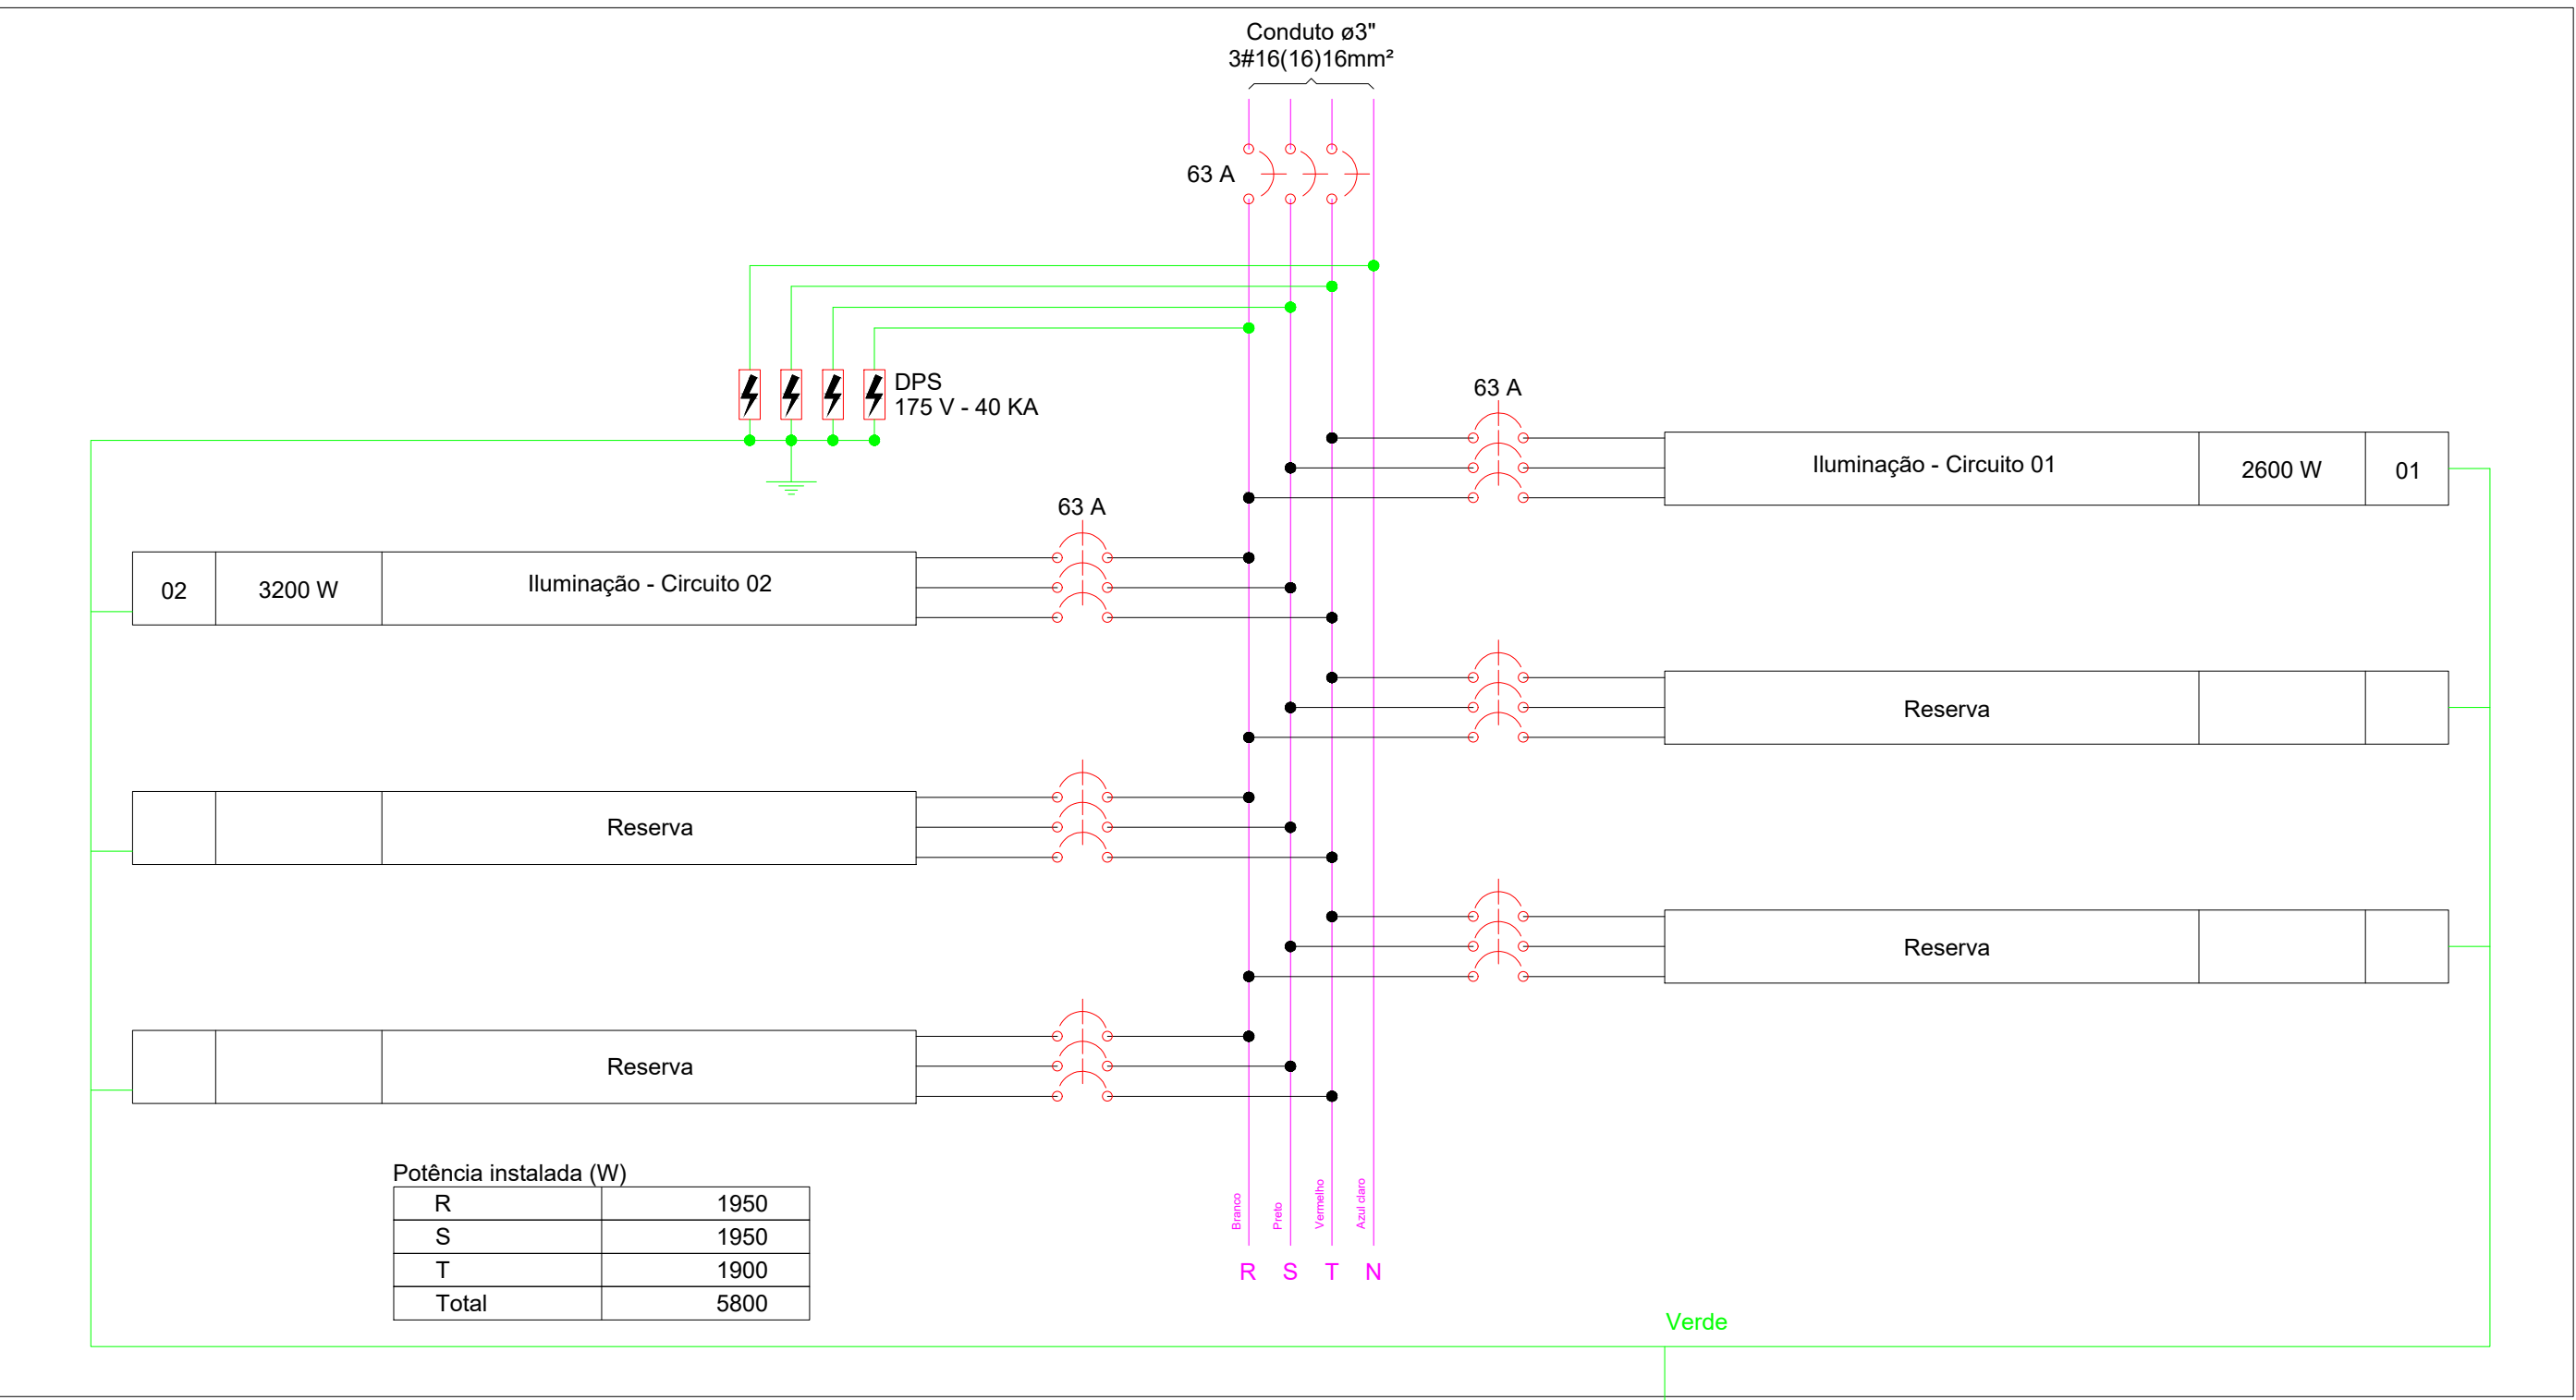 Conduto ø3"
3#16(16)16mm²
63 A
DPS
175 V - 40 KA
63 A
Iluminação - Circuito 01 2600 W 01
63 A
02 3200 W Iluminação - Circuito 02
Reserva
Reserva
Reserva
Reserva
Potência instalada (W)
R 1950
S 1950
T 1900
Total 5800
Branco
Preto
Vermelho
Azul claro
R S T N
Verde